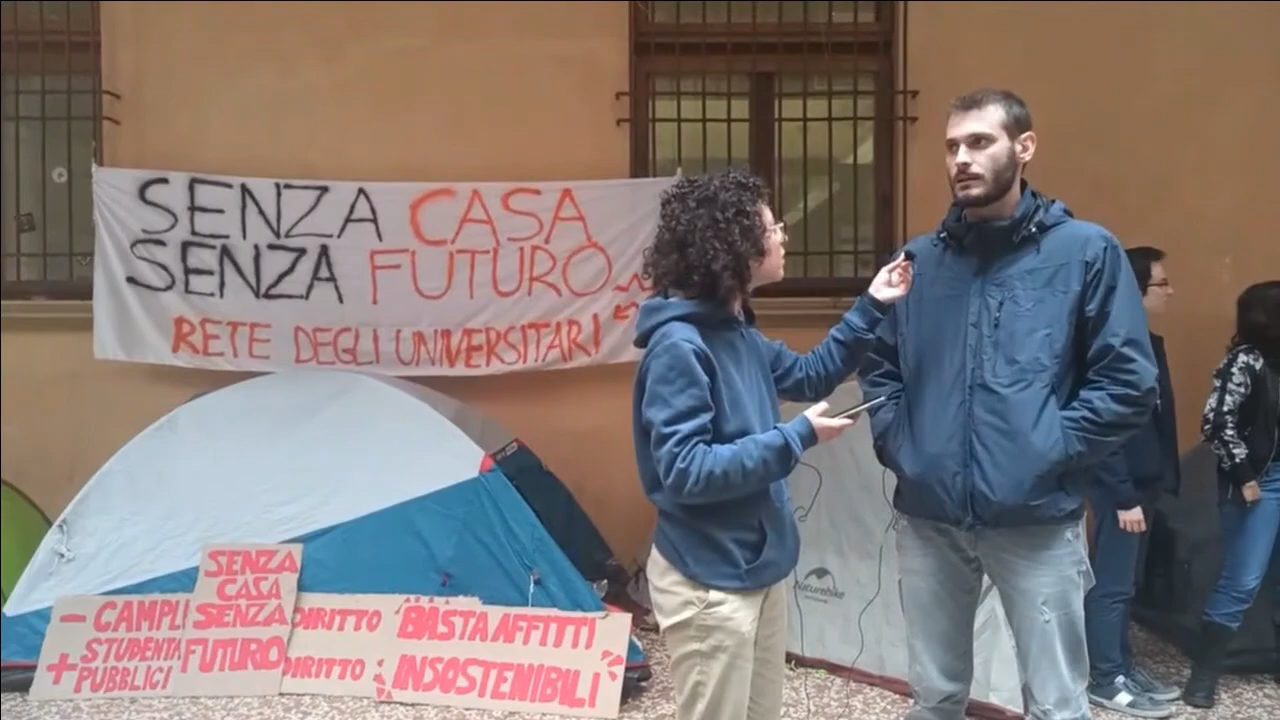 SENZA CASA
SENZA FUTURO
RETE DEGLI UNIVERSITARI
SENZA
CASA
SENZA
FUTURO
- CAMPL
+ STUDENTA
PUBBLICI
DIRITTO
DIRITTO
BASTA AFFITTI
INSOSTENIBILI
Naturehike